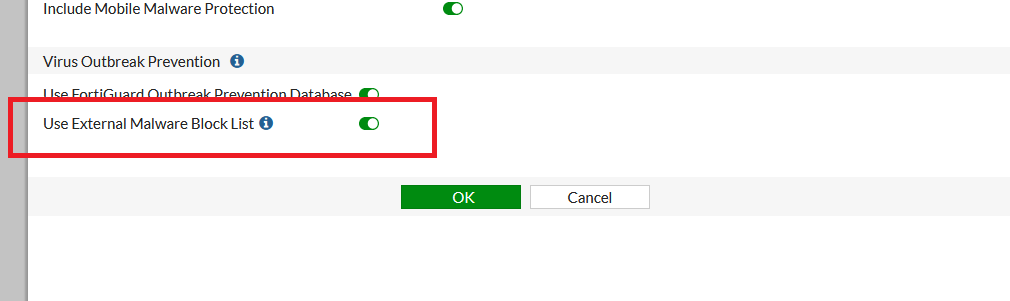 Include Mobile Malware Protection
Virus Outbreak Prevention
Use FortiGuard Outbreak Prevention Database
Use External Malware Block List
OK
Cancel